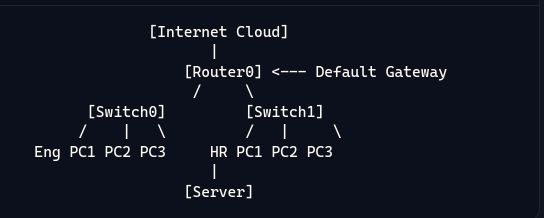 [Internet Cloud]
|
[Router0] <--- Default Gateway
/ \
[Switch0] [Switch1]
/ | \ / | \
Eng PC1 PC2 PC3 HR PC1 PC2 PC3
|
[Server]